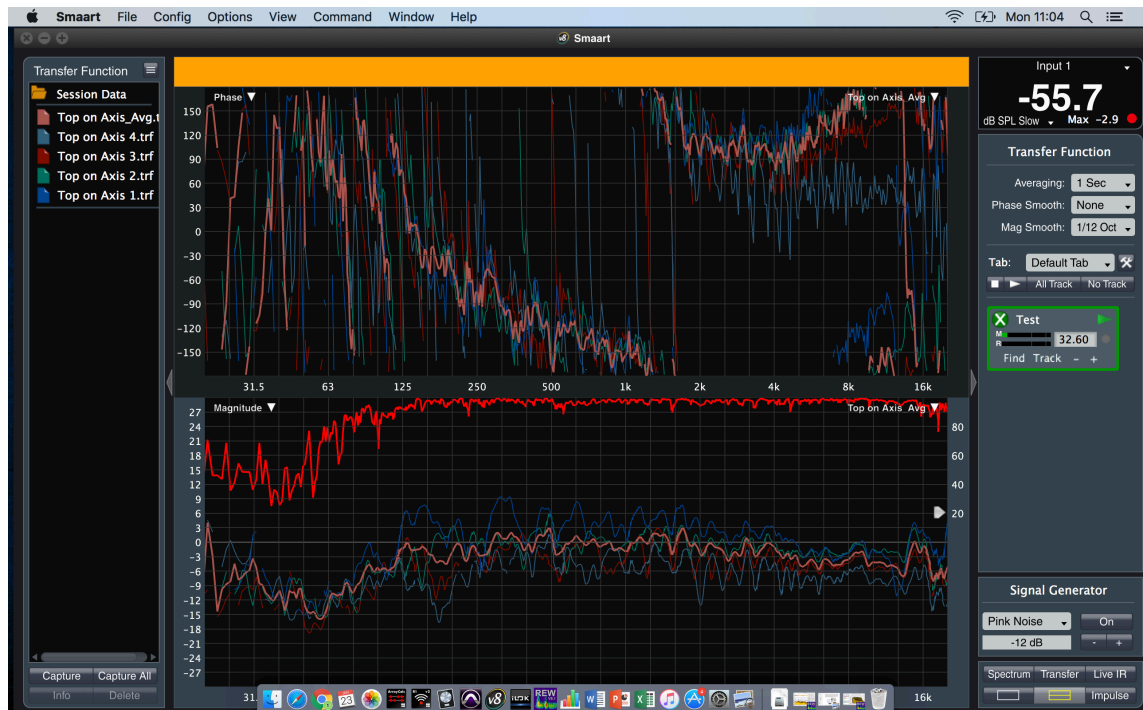 Smaart File Config Options View Command Window Help Mon 11:04
v8 Smaart
Transfer Function
Session Data
Top on Axis_Avg.t
Top on Axis 4.trf
Top on Axis 3.trf
Top on Axis 2.trf
Top on Axis 1.trf
Capture Capture All
Info Delete
Phase ▼ Top on Axis_Avg ▼
150
120
90
60
30
0
-30
-60
-90
-120
-150
31.5 63 125 250 500 1k 2k 4k 8k 16k
Magnitude ▼ Top on Axis_Avg ▼
27
24
21
18
15
12
9
6
3
0
-3
-6
-9
-12
-15
-18
-21
-24
-27
80
60
40
20
31. 16k
23
v8
REW
Input 1
-55.7
dB SPL Slow Max -2.9
Transfer Function
Averaging: 1 Sec
Phase Smooth: None
Mag Smooth: 1/12 Oct
Tab: Default Tab
All Track No Track
X Test
M
R
32.60
Find Track - +
Signal Generator
Pink Noise On
-12 dB - +
Spectrum Transfer Live IR
Impulse